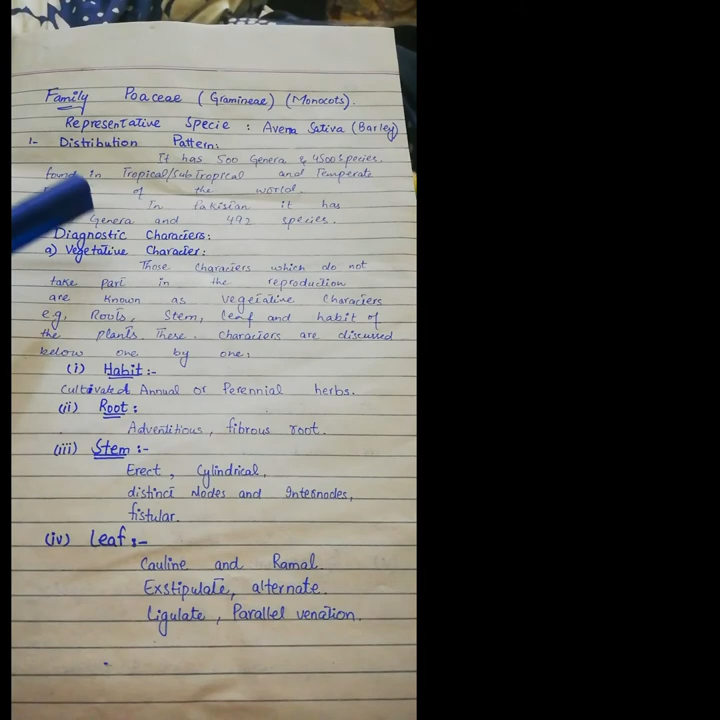 Family Poaceae (Gramineae) (Monocots).
Representative Specie : Avena Sativa (Barley)
1- Distribution Pattern:
It has 500 Genera & 4500 Species.
found in Tropical/SubTropical and Temperate
of the world.
In Pakistan it has
Genera and 492 species.
Diagnostic Characters:
a) Vegetative Character:
Those Characters which do not
take part in the reproduction
are known as vegetative Characters
e.g, Roots, Stem, leaf and habit of
the plants. These Characters are discussed
below one by one:
(i) Habit :-
Cultivated Annual or Perennial herbs.
(ii) Root :
Adventitious, fibrous root.
(iii) Stem :-
Erect, Cylindrical,
distinct Nodes and Internodes,
fistular.
(iv) Leaf :-
Cauline and Ramal.
Exstipulate, alternate.
Ligulate, Parallel venation.